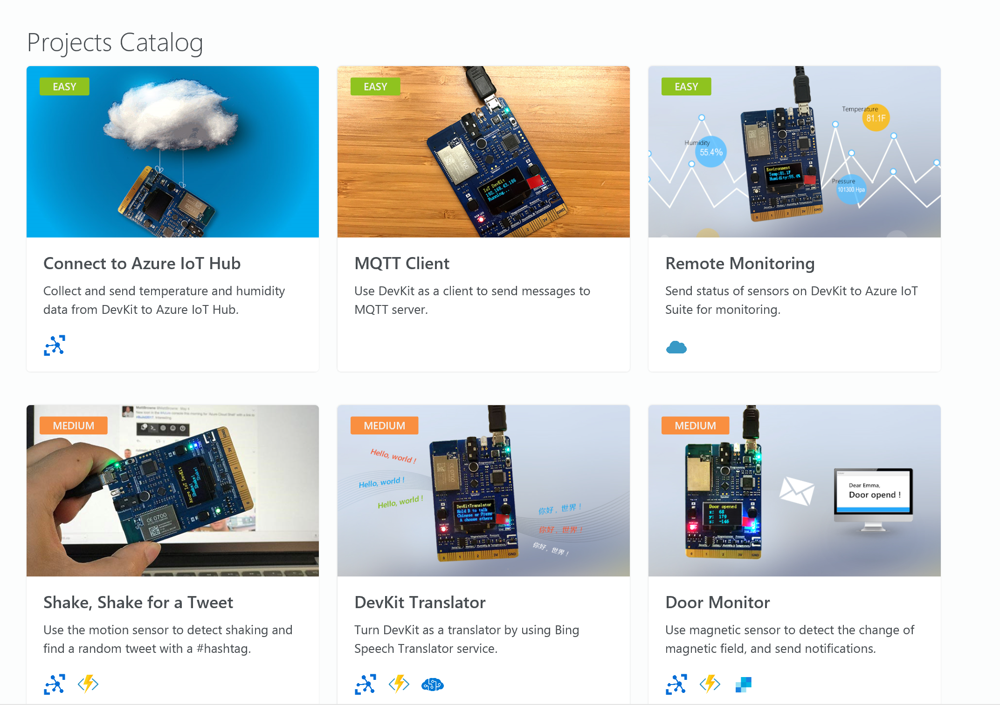 Projects Catalog
EASY
EASY
EASY
Temperature
81.1F
Humidity
55.4%
Pressure
101300 Hpa
Environment
Temp:81.1F
Humidity:55.4%
IoT DevKit
192.168.43.186
Running...
Connect to Azure IoT Hub
Collect and send temperature and humidity
data from DevKit to Azure IoT Hub.
MQTT Client
Use DevKit as a client to send messages to
MQTT server.
Remote Monitoring
Send status of sensors on DevKit to Azure IoT
Suite for monitoring.
MEDIUM
MEDIUM
MEDIUM
Azure IoT DevKit
Shake! Shake!
CE 0700
Hello, world !
Hello, world !
Hello, world !
DevKitTranslator
Hold B to talk
Chinese or Press
A choose others
你好，世界！
你好，世界！
你好，世界！
Door opened
x: 68
y: 179
z: -146
Dear Emma,
Door opend !
Shake, Shake for a Tweet
Use the motion sensor to detect shaking and
find a random tweet with a #hashtag.
DevKit Translator
Turn DevKit as a translator by using Bing
Speech Translator service.
Door Monitor
Use magnetic sensor to detect the change of
magnetic field, and send notifications.